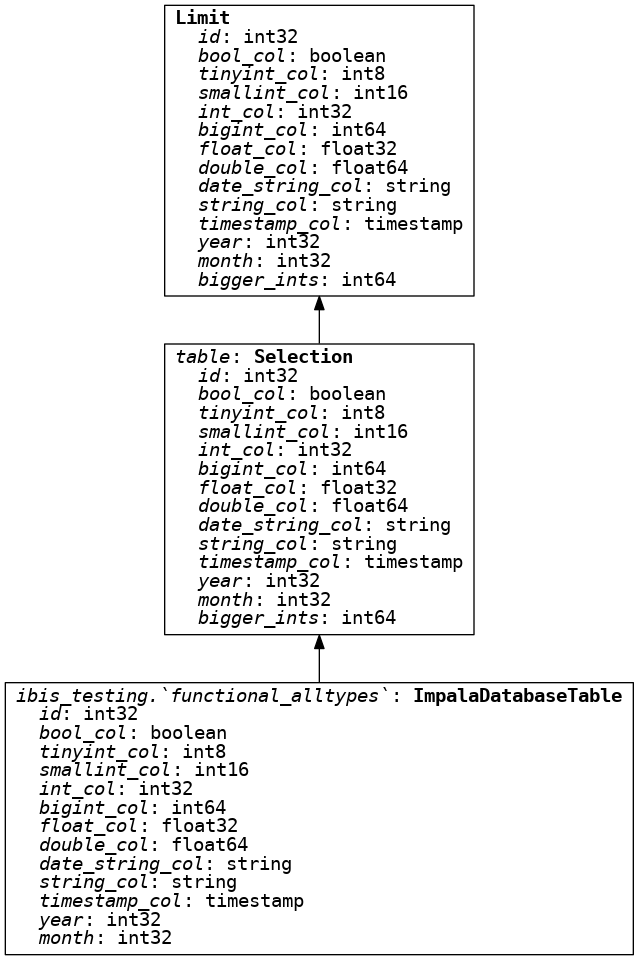 Limit
id: int32
bool_col: boolean
tinyint_col: int8
smallint_col: int16
int_col: int32
bigint_col: int64
float_col: float32
double_col: float64
date_string_col: string
string_col: string
timestamp_col: timestamp
year: int32
month: int32
bigger_ints: int64
table: Selection
id: int32
bool_col: boolean
tinyint_col: int8
smallint_col: int16
int_col: int32
bigint_col: int64
float_col: float32
double_col: float64
date_string_col: string
string_col: string
timestamp_col: timestamp
year: int32
month: int32
bigger_ints: int64
ibis_testing.`functional_alltypes`: ImpalaDatabaseTable
id: int32
bool_col: boolean
tinyint_col: int8
smallint_col: int16
int_col: int32
bigint_col: int64
float_col: float32
double_col: float64
date_string_col: string
string_col: string
timestamp_col: timestamp
year: int32
month: int32